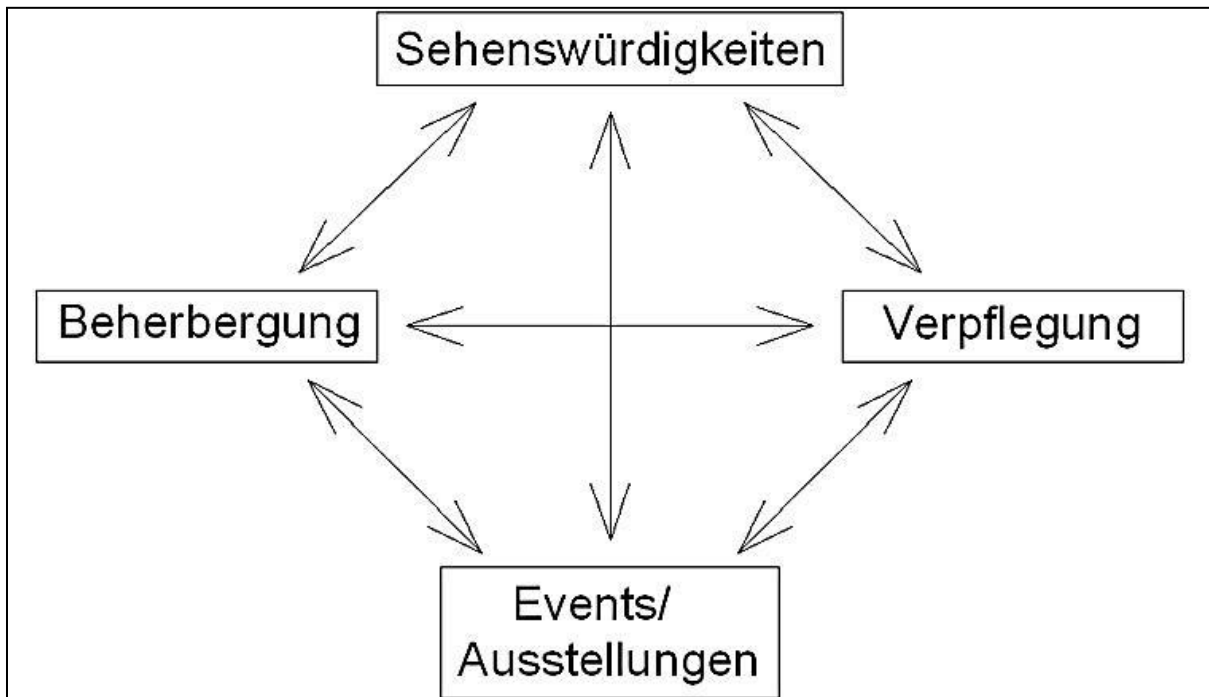 Sehenswürdigkeiten
Beherbergung
Verpflegung
Events/
Ausstellungen